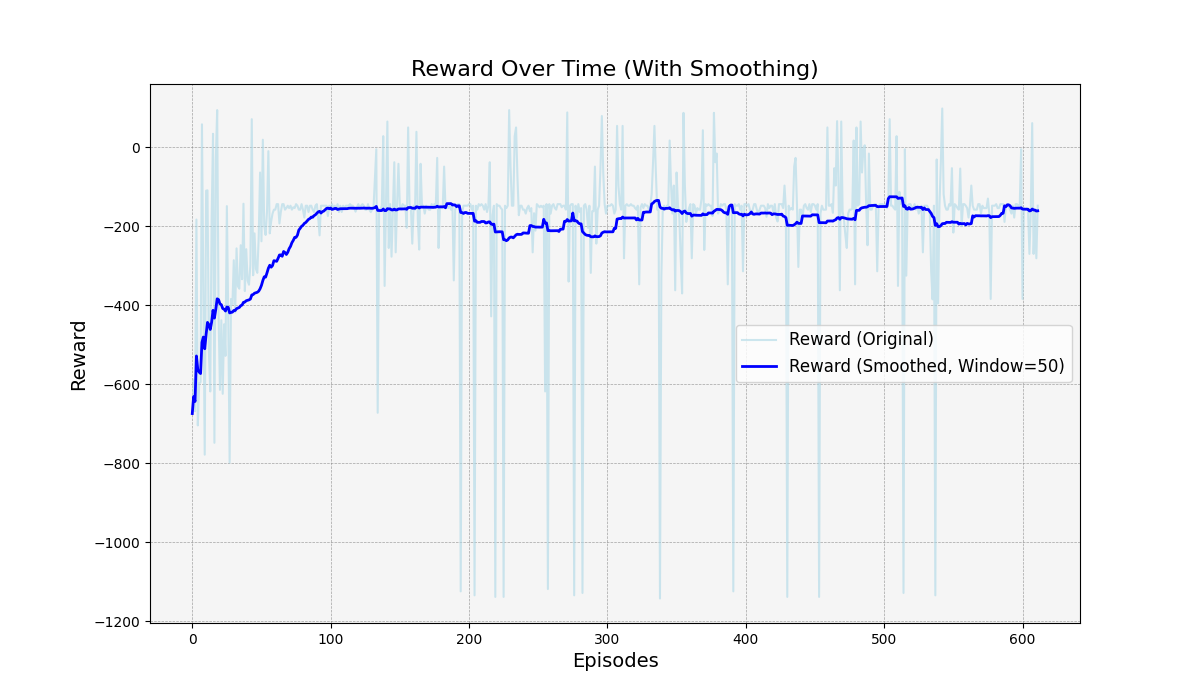 Reward Over Time (With Smoothing)
0
−200
−400
−600
−800
−1000
−1200
Reward
Reward (Original)
Reward (Smoothed, Window=50)
0 100 200 300 400 500 600
Episodes